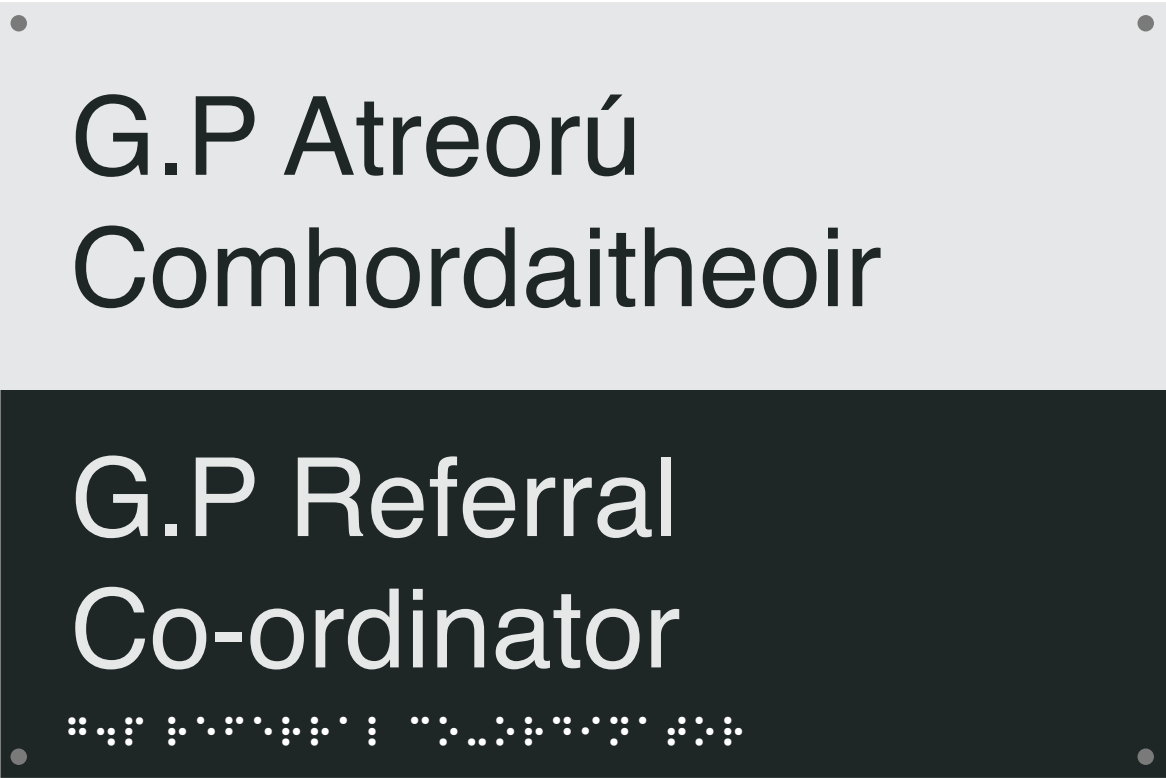 G.P Atreorú
Comhordaitheoir
G.P Referral
Co-ordinator
⠛⠲⠏ ⠗⠑⠋⠑⠗⠗⠁⠇ ⠉⠕⠤⠕⠗⠙⠊⠝⠁⠞⠕⠗